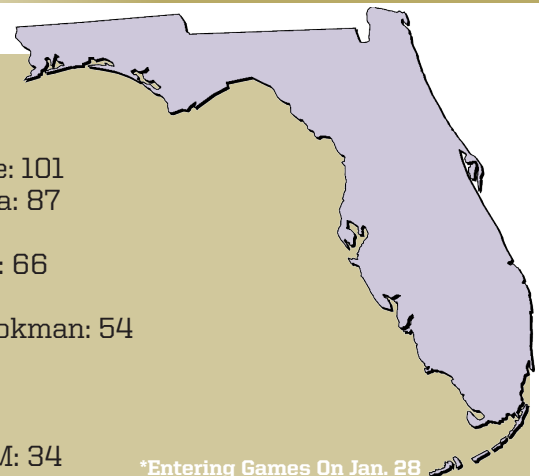 e: 101
a: 87
: 66
okman: 54
M: 34
*Entering Games On Jan. 28